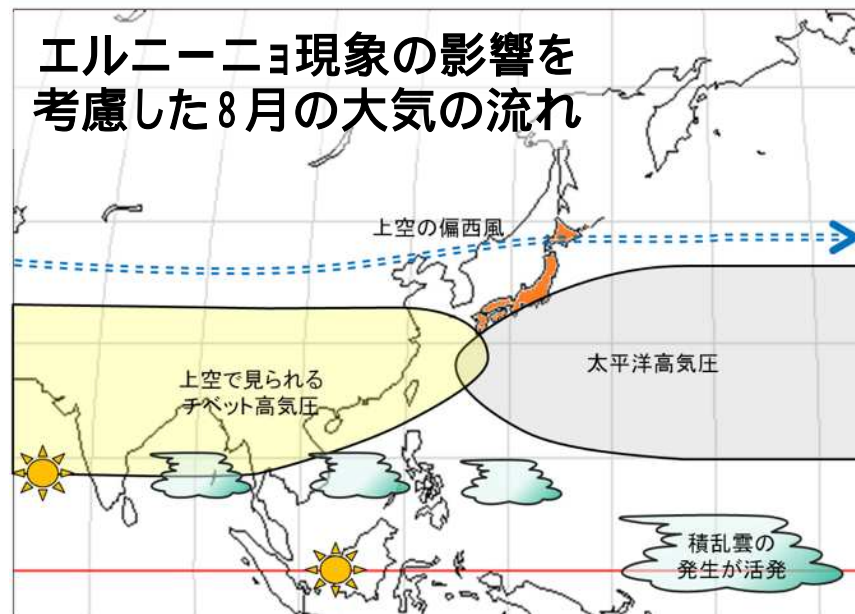 エルニーニョ現象の影響を
考慮した8月の大気の流れ
上空の偏西風
上空で見られる
チベット高気圧
太平洋高気圧
積乱雲の
発生が活発